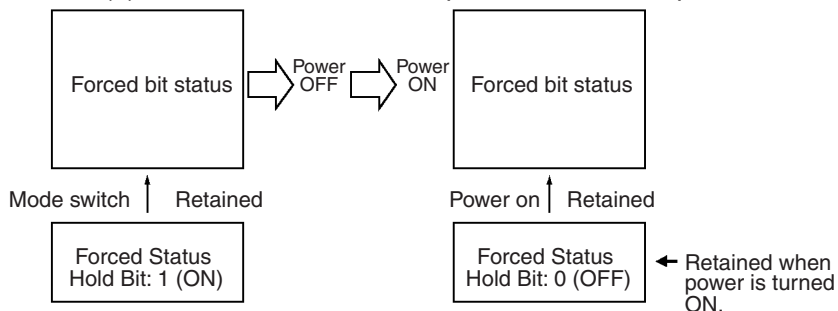 Forced bit status
Power
OFF
Power
ON
Forced bit status
Mode switch
Retained
Power on
Retained
Forced Status
Hold Bit: 1 (ON)
Forced Status
Hold Bit: 0 (OFF)
Retained when
power is turned
ON.